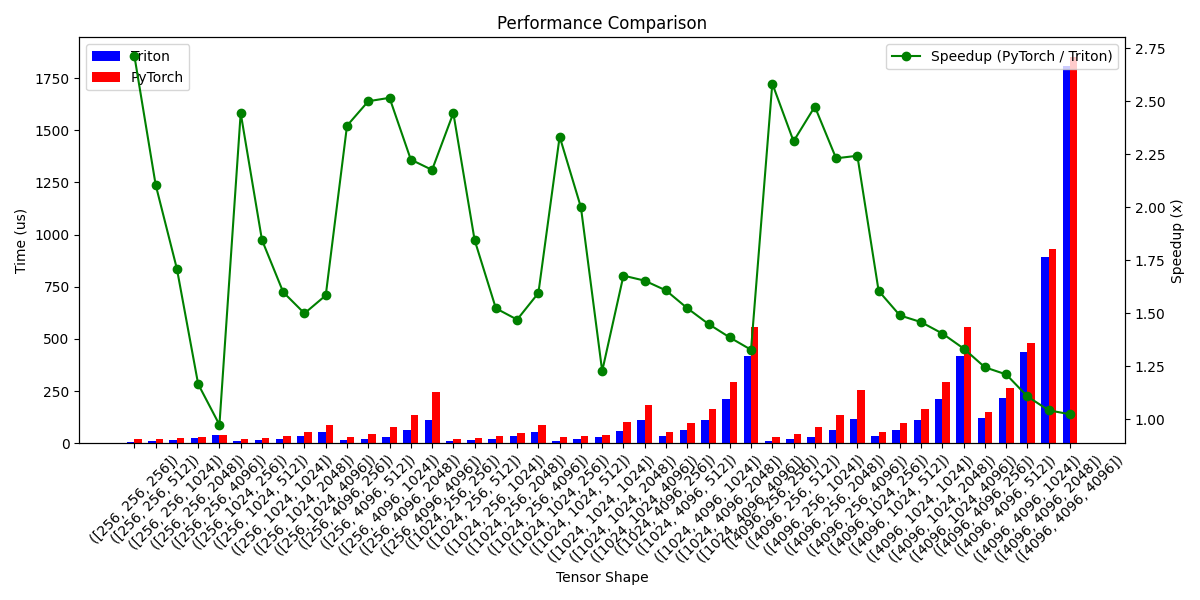 Performance Comparison
Triton
PyTorch
Speedup (PyTorch / Triton)
Time (us)
1750
1500
1250
1000
750
500
250
0
2.75
2.50
2.25
2.00
1.75
1.50
1.25
1.00
Speedup (x)
([256, 256, 256])
([256, 256, 512])
([256, 256, 1024])
([256, 256, 2048])
([256, 256, 4096])
([256, 1024, 256])
([256, 1024, 512])
([256, 1024, 1024])
([256, 1024, 2048])
([256, 1024, 4096])
([256, 4096, 256])
([256, 4096, 512])
([256, 4096, 1024])
([256, 4096, 2048])
([256, 4096, 4096])
([1024, 256, 256])
([1024, 256, 512])
([1024, 256, 1024])
([1024, 256, 2048])
([1024, 256, 4096])
([1024, 1024, 256])
([1024, 1024, 512])
([1024, 1024, 1024])
([1024, 1024, 2048])
([1024, 1024, 4096])
([1024, 4096, 256])
([1024, 4096, 512])
([1024, 4096, 1024])
([1024, 4096, 2048])
([1024, 4096, 4096])
([4096, 256, 256])
([4096, 256, 512])
([4096, 256, 1024])
([4096, 256, 2048])
([4096, 256, 4096])
([4096, 1024, 256])
([4096, 1024, 512])
([4096, 1024, 1024])
([4096, 1024, 2048])
([4096, 1024, 4096])
([4096, 4096, 256])
([4096, 4096, 512])
([4096, 4096, 1024])
([4096, 4096, 2048])
([4096, 4096, 4096])
Tensor Shape